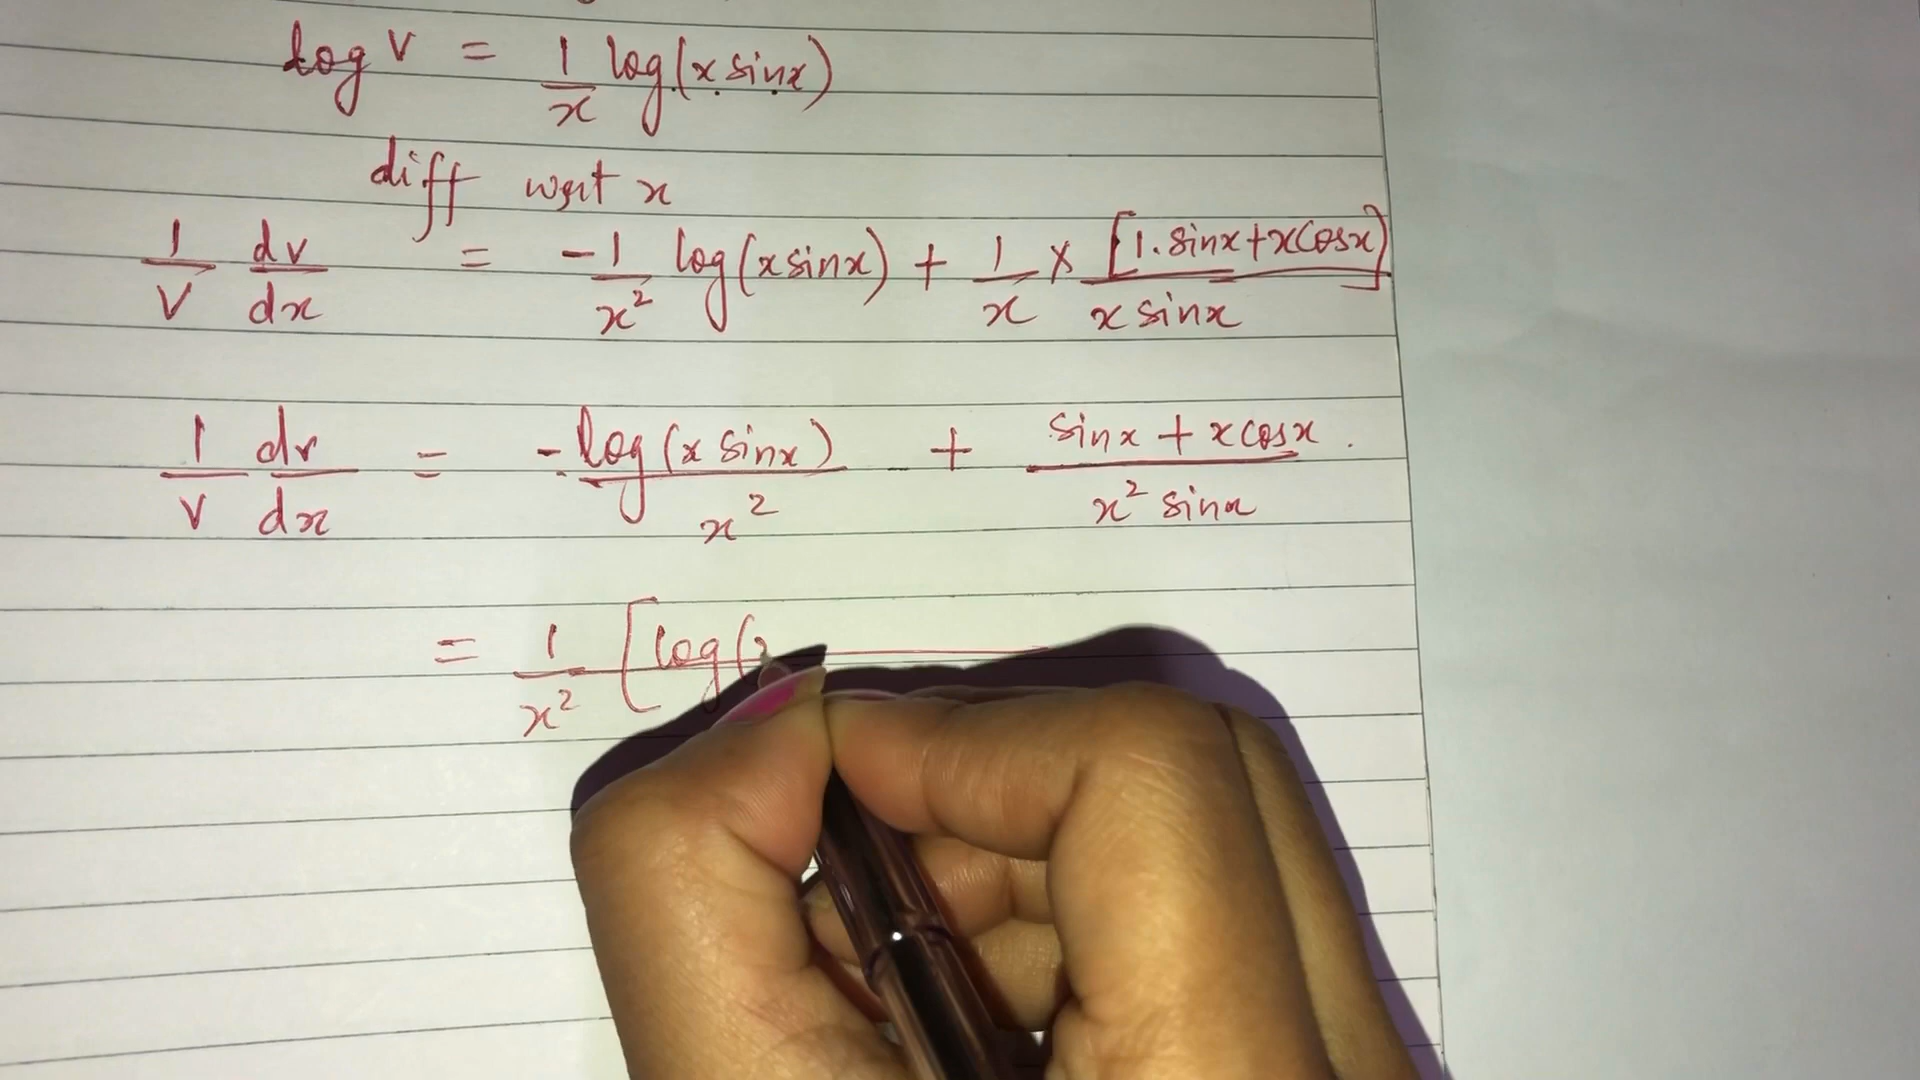 log v = 1/x log(x sinx)
diff wrt x
1/v dv/dx = -1/x² log(x sinx) + 1/x × [1. sinx + x cosx]/x sinx
1/v dv/dx = -log(x sinx)/x² + sinx + x cosx/x² sinx
= 1/x² [log(